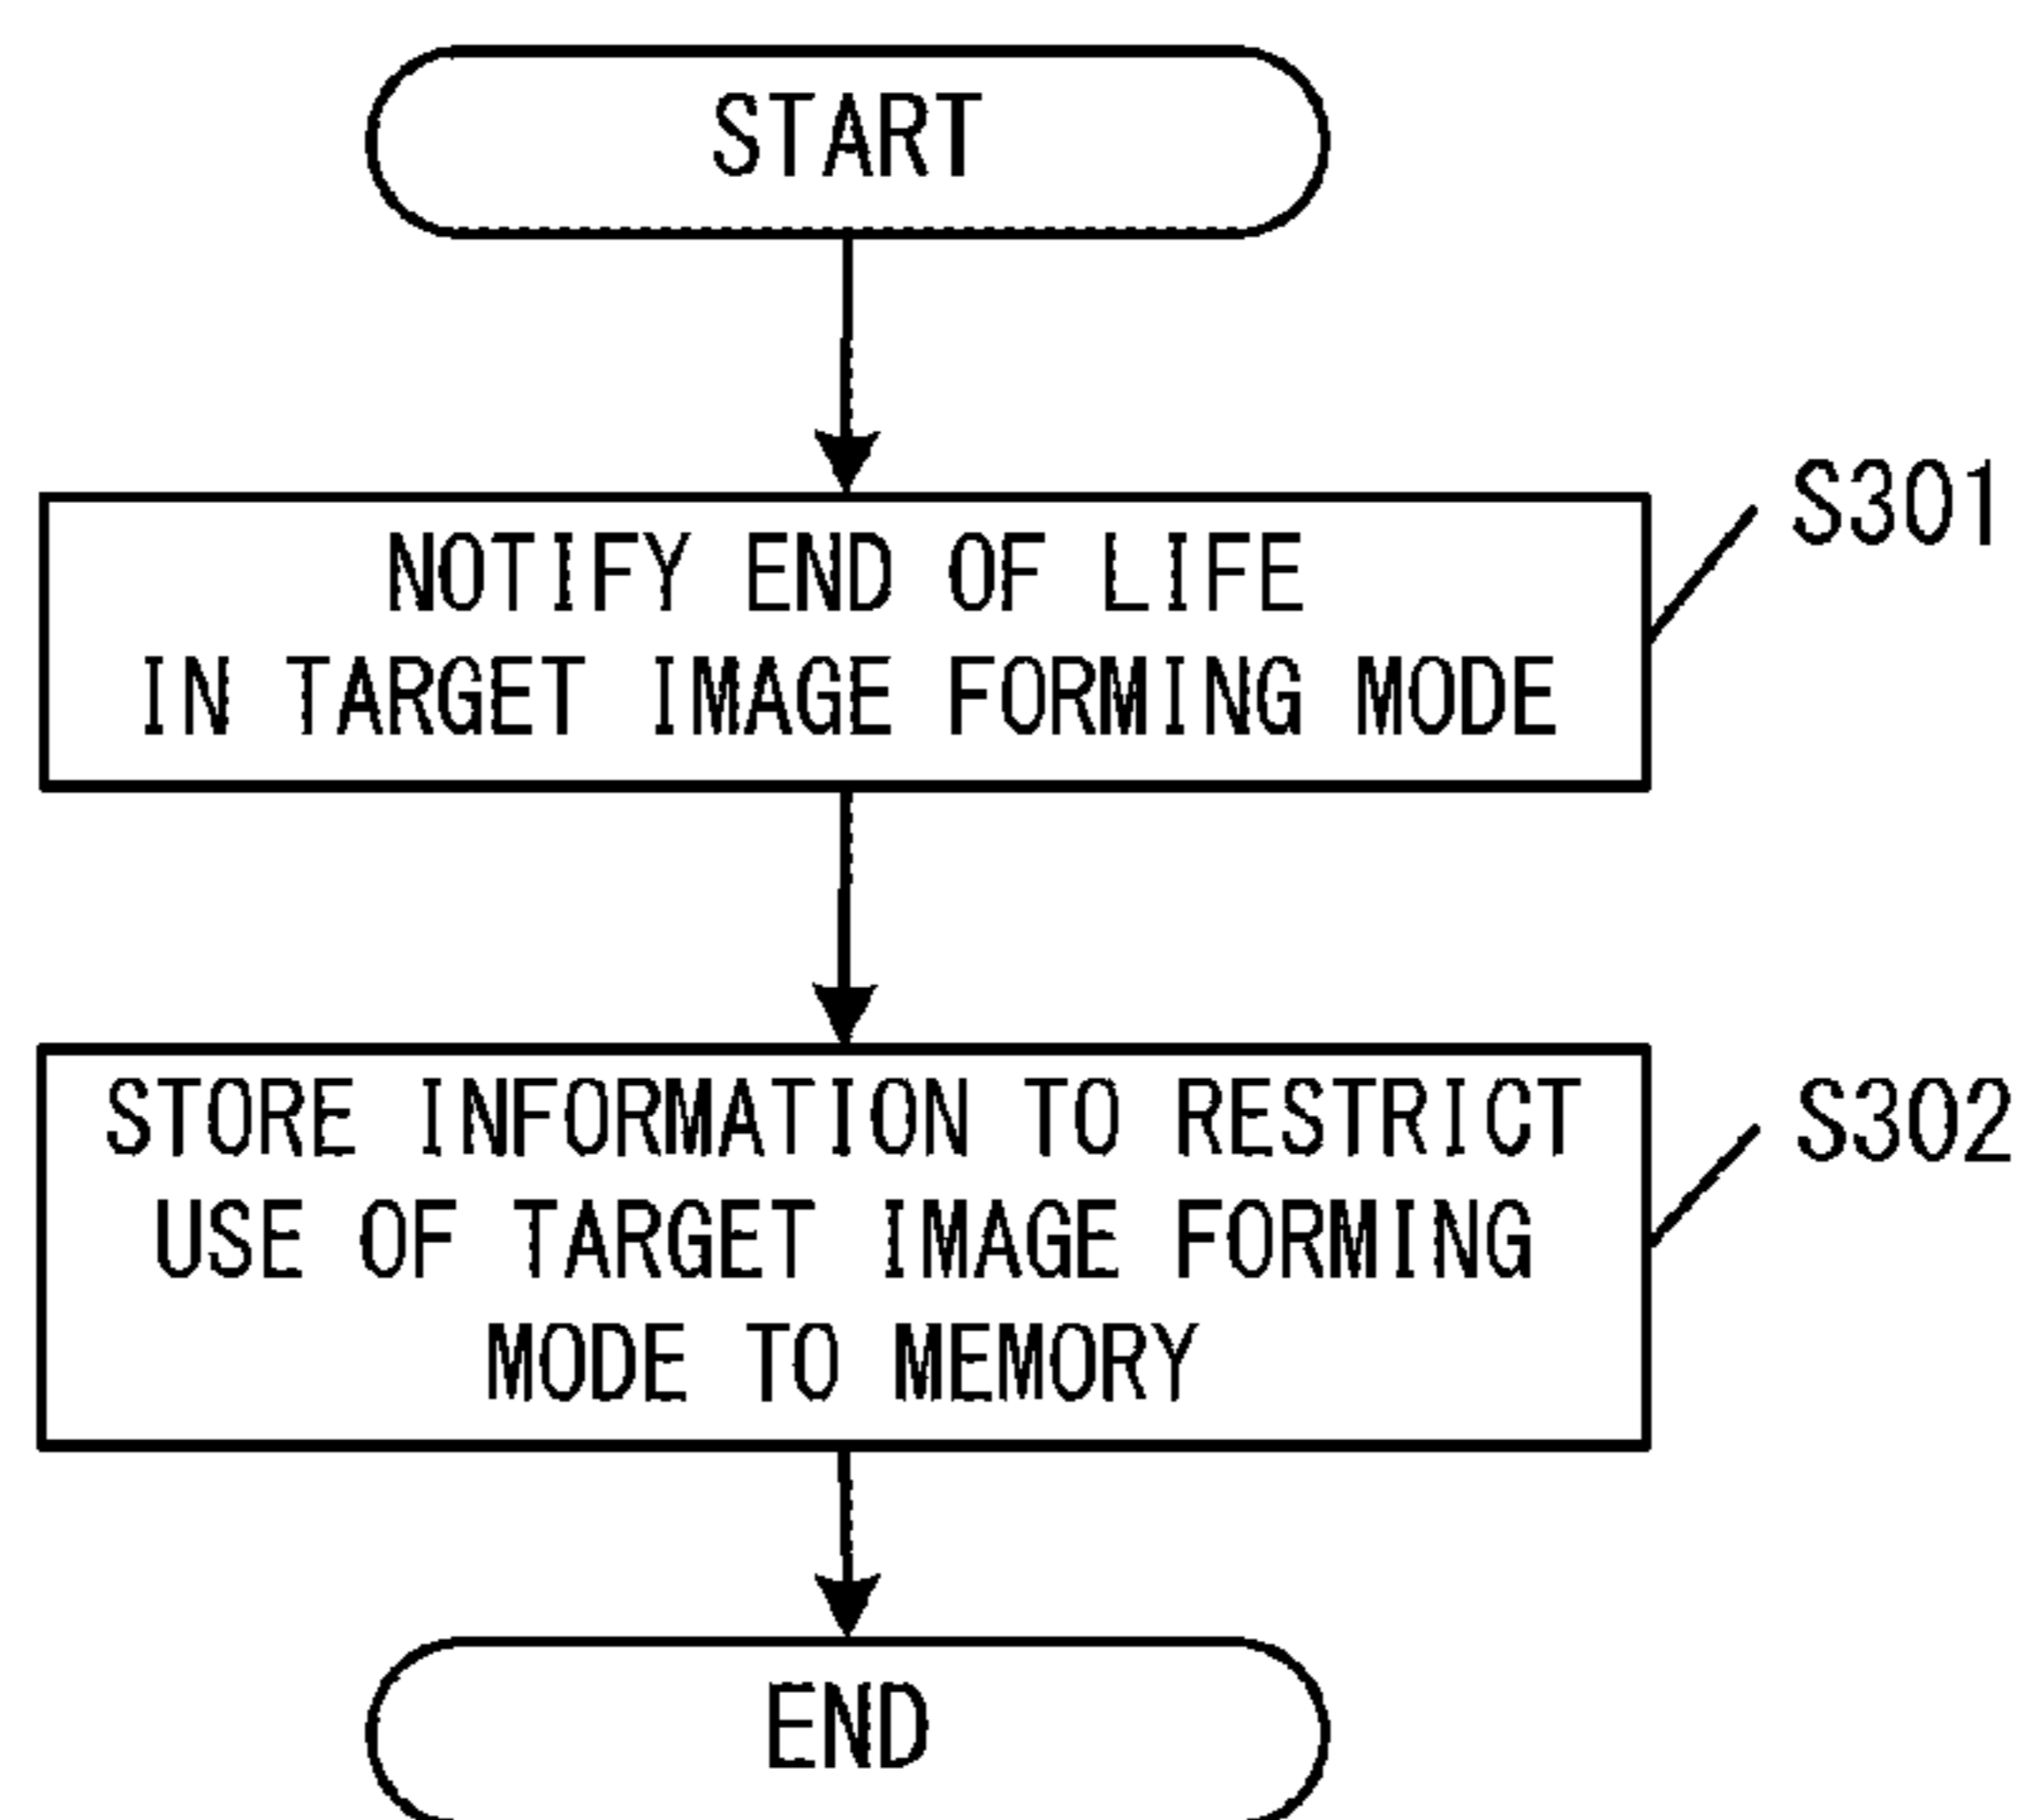 START
S301
NOTIFY END OF LIFE
IN TARGET IMAGE FORMING MODE
S302
STORE INFORMATION TO RESTRICT
USE OF TARGET IMAGE FORMING
MODE TO MEMORY
END